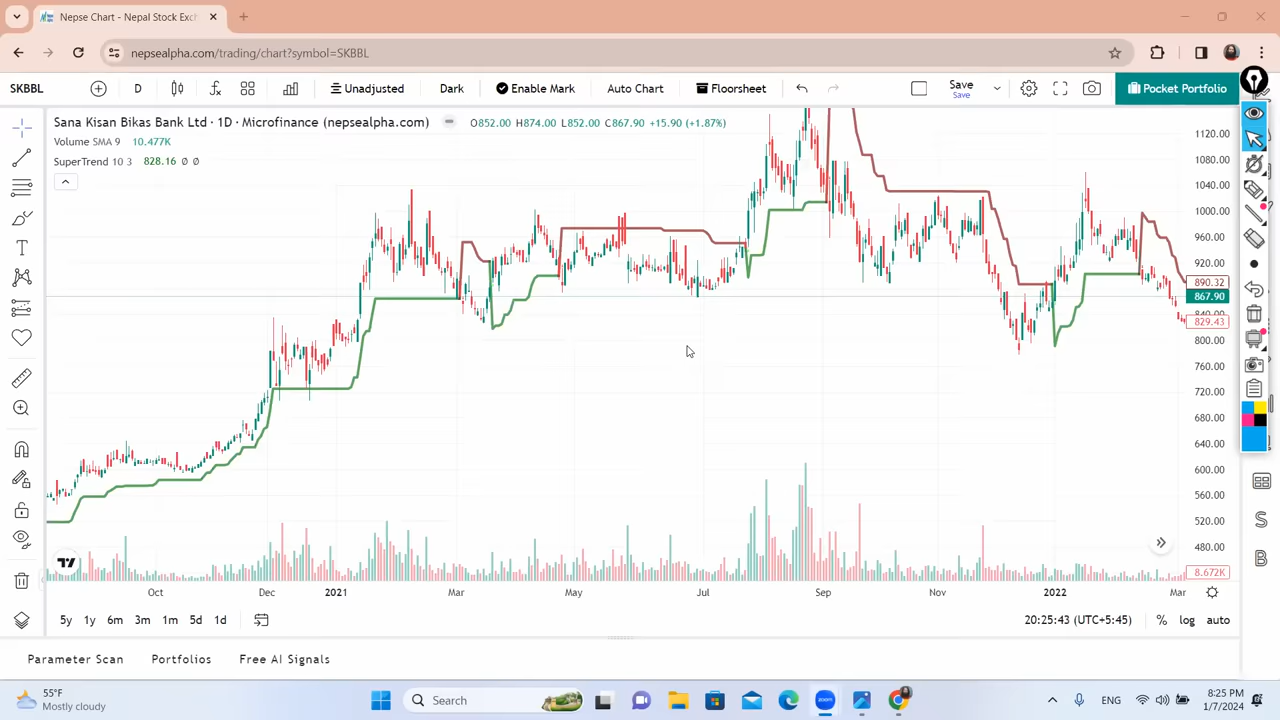 Nepse Chart - Nepal Stock Exch
nepsealpha.com/trading/chart?symbol=SKBBL
SKBBL D Unadjusted Dark Enable Mark Auto Chart Floorsheet Save Pocket Portfolio
Save
Sana Kisan Bikas Bank Ltd · 1D · Microfinance (nepsealpha.com) O852.00 H874.00 L852.00 C867.90 +15.90 (+1.87%)
Volume SMA 9 10.477K
SuperTrend 10 3 828.16 Ø Ø
1120.00
1080.00
1040.00
1000.00
960.00
920.00
890.32
867.90
840.00
829.43
800.00
760.00
720.00
680.00
640.00
600.00
560.00
520.00
480.00
8.672K
Oct Dec 2021 Mar May Jul Sep Nov 2022 Mar
5y 1y 6m 3m 1m 5d 1d 20:25:43 (UTC+5:45) % log auto
Parameter Scan Portfolios Free AI Signals
S
B
55°F
Mostly cloudy
Search
zoom
ENG
8:25 PM
1/7/2024